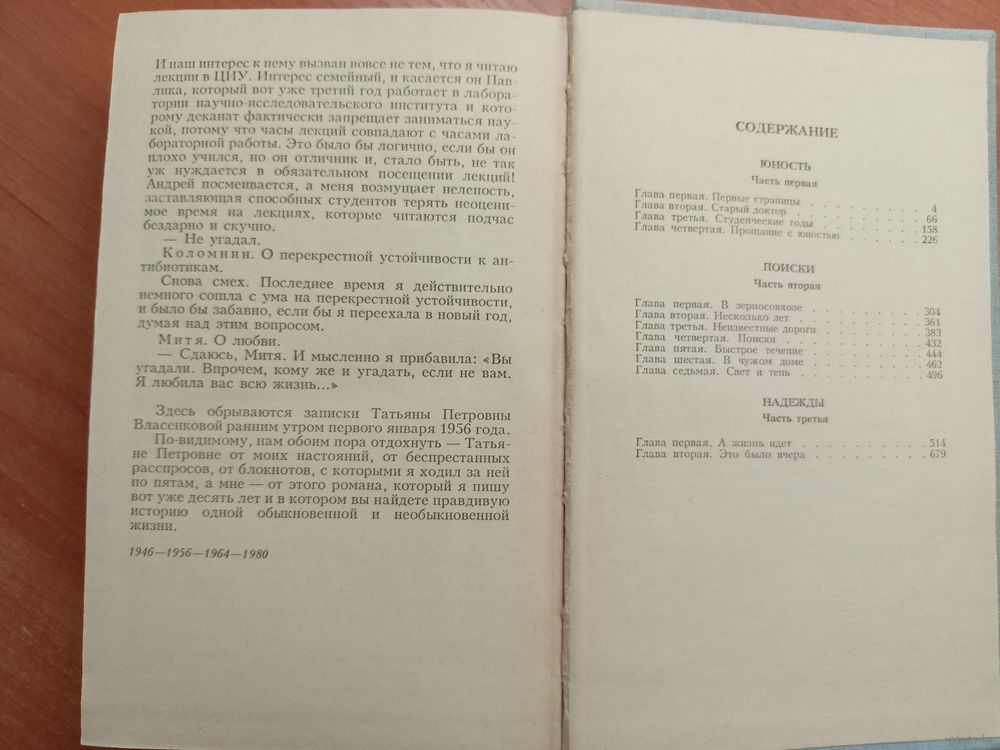 И наш интерес к нему вызван вовсе не тем, что я читаю
лекции в ЦИУ. Интерес семейный, и касается он Пав-
лика, который вот уже третий год работает в лабора-
тории научно-исследовательского института и кото-
рому деканат фактически запрещает заниматься нау-
кой, потому что часы лекций совпадают с часами ла-
бораторной работы. Это было бы логично, если бы он
плохо учился, но он отличник и, стало быть, не так
уж нуждается в обязательном посещении лекций!
Андрей посмеивается, а меня возмущает нелепость,
заставляющая способных студентов терять неоцени-
мое время на лекциях, которые читаются подчас
бездарно и скучно.
— Не угадал.
Коломнин. О перекрестной устойчивости к ан-
тибиотикам.
Снова смех. Последнее время я действительно
немного сошла с ума на перекрестной устойчивости,
и было бы забавно, если бы я переехала в новый год,
думая над этим вопросом.
Митя. О любви.
— Сдаюсь, Митя. И мысленно я прибавила: «Вы
угадали. Впрочем, кому же и угадать, если не вам.
Я любила вас всю жизнь...»
Здесь обрываются записки Татьяны Петровны
Власенковой ранним утром первого января 1956 года.
По-видимому, нам обоим пора отдохнуть — Татья-
не Петровне от моих настояний, от беспрестанных
расспросов, от блокнотов, с которыми я ходил за ней
по пятам, а мне — от этого романа, который я пишу
вот уже десять лет и в котором вы найдете правдивую
историю одной обыкновенной и необыкновенной
жизни.
1946—1956—1964—1980
СОДЕРЖАНИЕ
ЮНОСТЬ
Часть первая
Глава первая. Первые страницы . . . . . . . . 4
Глава вторая. Старый доктор . . . . . . . . 66
Глава третья. Студенческие годы . . . . . . . 158
Глава четвертая. Прощание с юностью . . . . . . 226
ПОИСКИ
Часть вторая
Глава первая. В зерносовхозе . . . . . . . . 304
Глава вторая. Несколько лет . . . . . . . . 361
Глава третья. Неизвестные дороги . . . . . . . 383
Глава четвертая. Поиски . . . . . . . . . 432
Глава пятая. Быстрое течение . . . . . . . . 444
Глава шестая. В чужом доме . . . . . . . . 462
Глава седьмая. Свет и тень . . . . . . . . . 496
НАДЕЖДЫ
Часть третья
Глава первая. А жизнь идет . . . . . . . . . 514
Глава вторая. Это было вчера . . . . . . . . 679